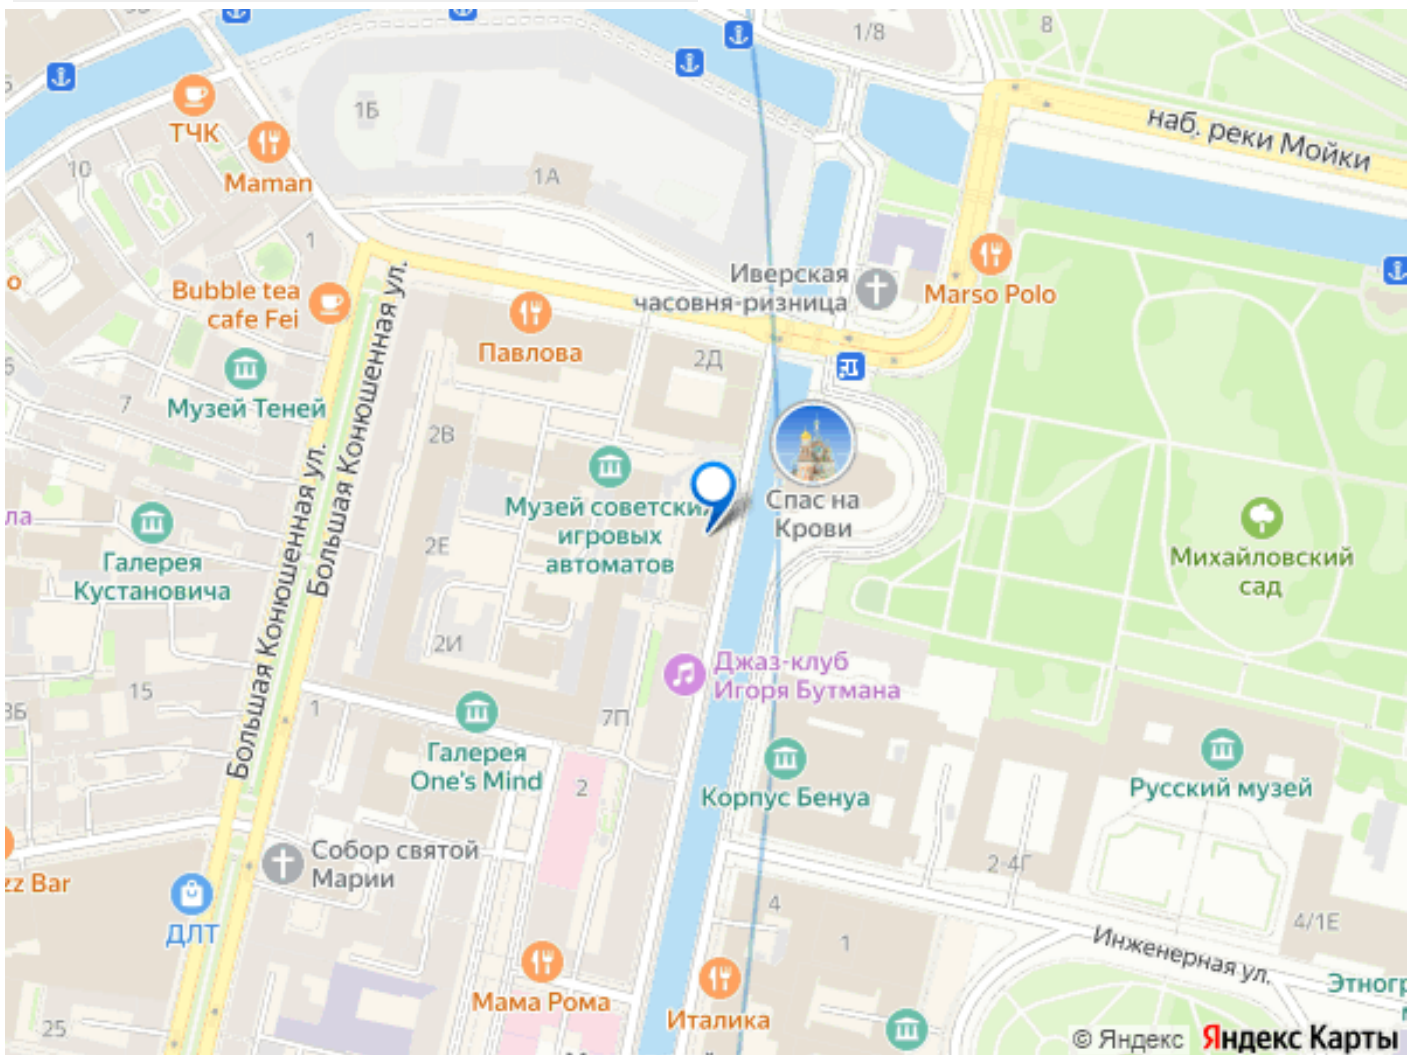 8
1/8
наб. реки Мойки
1Б
ТЧК
10
Maman
1А
1
Иверская
часовня-ризница
Marso Polo
о
Bubble tea
cafe Fei
Большая Конюшенная ул.
Павлова
2Д
Музей Теней
7
2В
Спас на
Крови
Музей советских
игровых
автоматов
ла
Галерея
Кустановича
2Е
Михайловский
сад
Большая Конюшенная ул.
2И
Джаз-клуб
Игоря Бутмана
15
1
7П
Галерея
One's Mind
2
Корпус Бенуа
Русский музей
Собор святой
Марии
zz Bar
2-4Г
ДЛТ
4
1
4/1Е
Инженерная ул.
Этногр
Мама Рома
Италика
25
© Яндекс Яндекс Карты